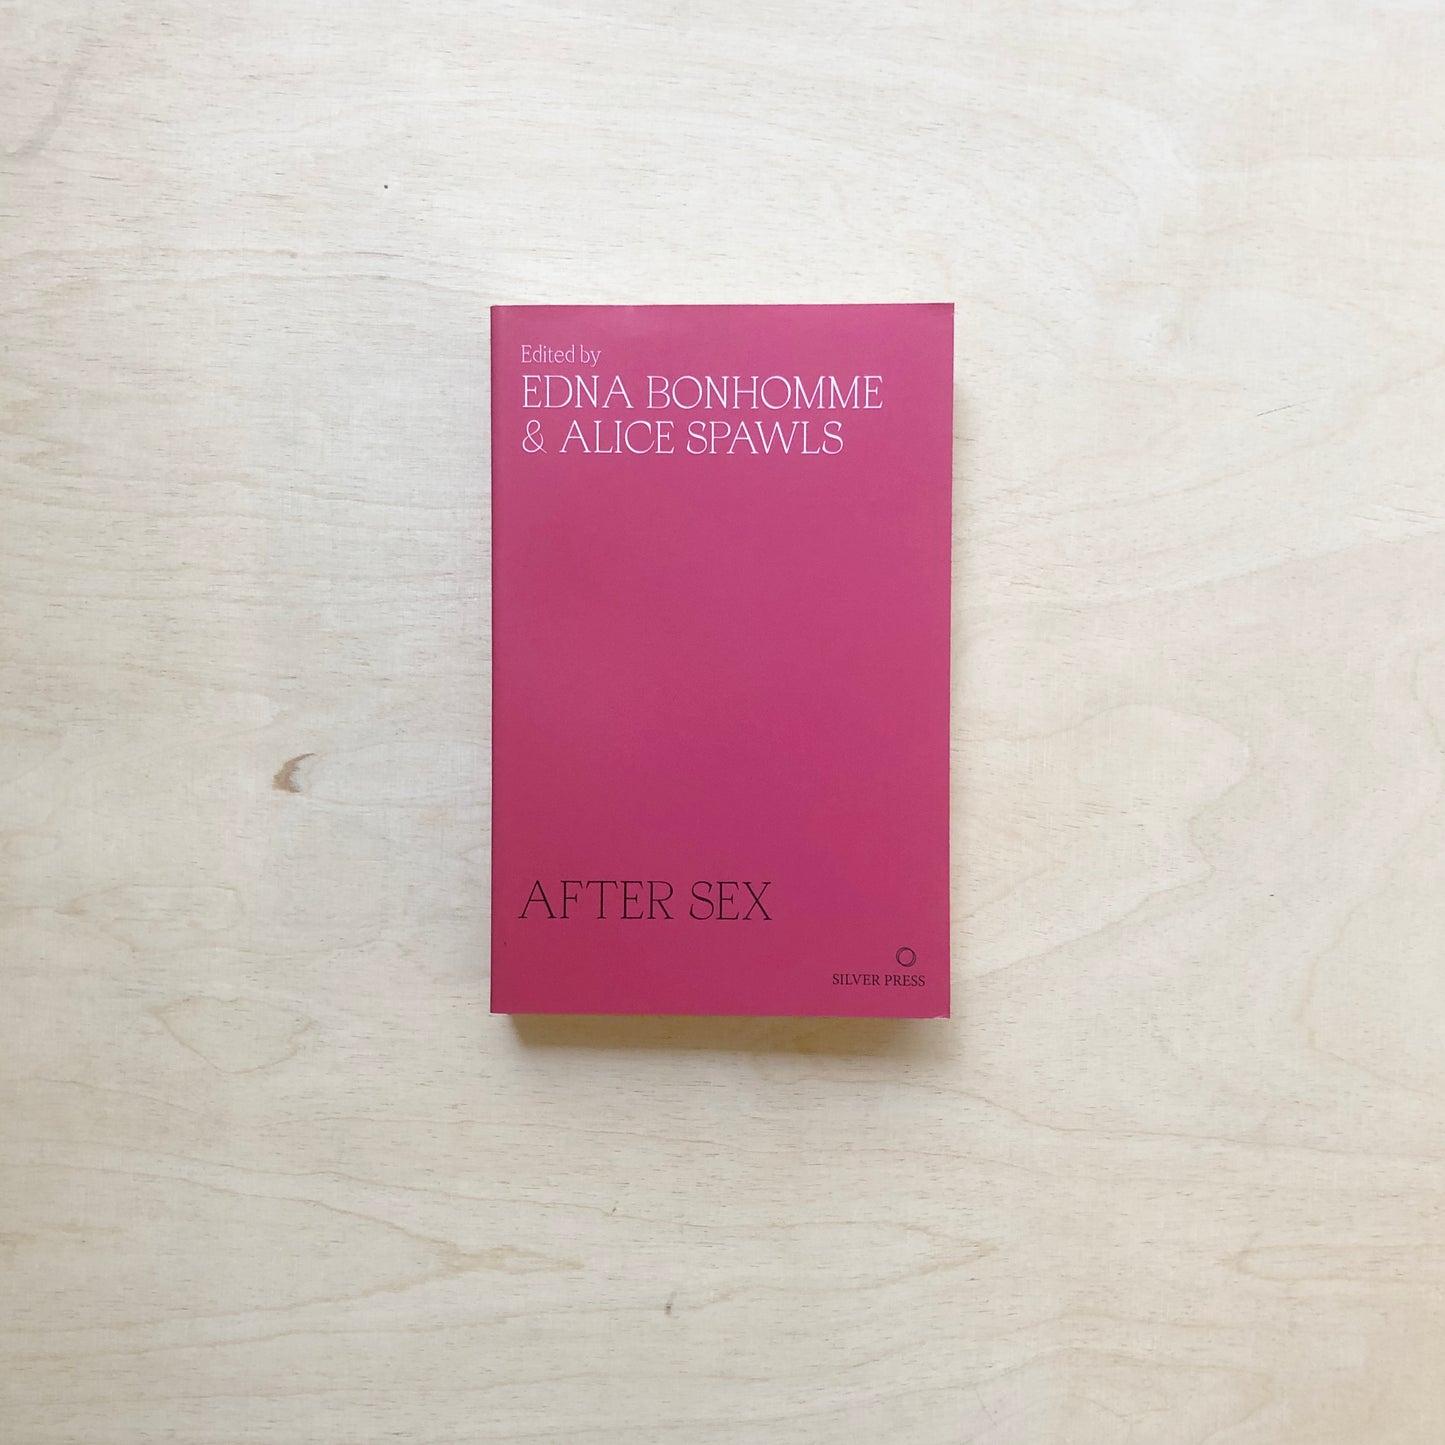 Edited by
EDNA BONHOMME
& ALICE SPAWLS
AFTER SEX
SILVER PRESS